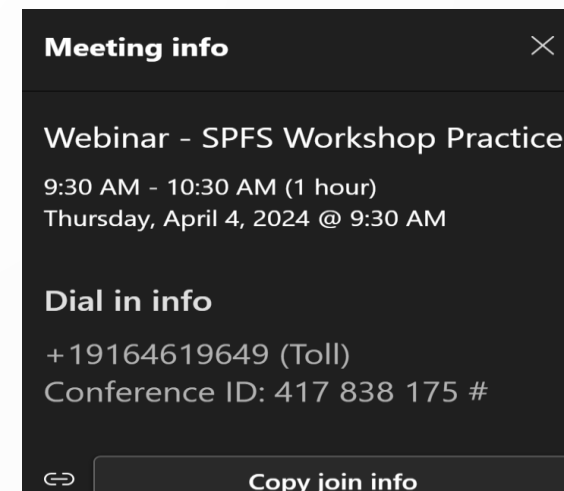 Meeting info
Webinar - SPFS Workshop Practice
9:30 AM - 10:30 AM (1 hour)
Thursday, April 4, 2024 @ 9:30 AM
Dial in info
+19164619649 (Toll)
Conference ID: 417 838 175 #
Copy join info